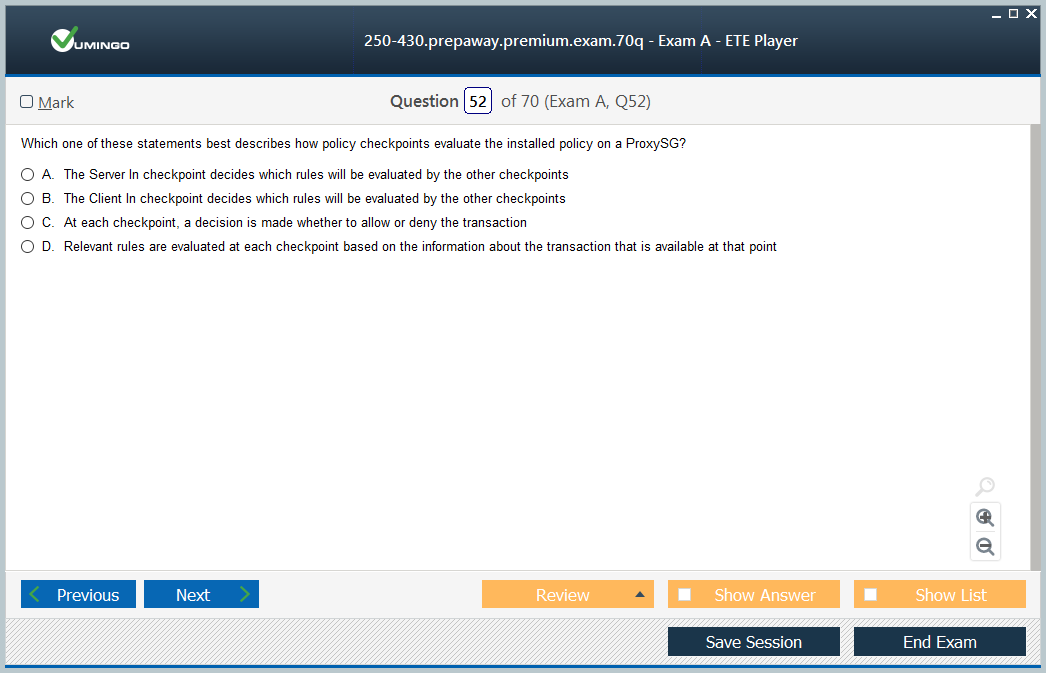 VUMINGO
250-430.prepaway.premium.exam.70q - Exam A - ETE Player
Mark
Question 52 of 70 (Exam A, Q52)
Which one of these statements best describes how policy checkpoints evaluate the installed policy on a ProxySG?
A. The Server In checkpoint decides which rules will be evaluated by the other checkpoints
B. The Client In checkpoint decides which rules will be evaluated by the other checkpoints
C. At each checkpoint, a decision is made whether to allow or deny the transaction
D. Relevant rules are evaluated at each checkpoint based on the information about the transaction that is available at that point
Previous Next Review Show Answer Show List
Save Session End Exam